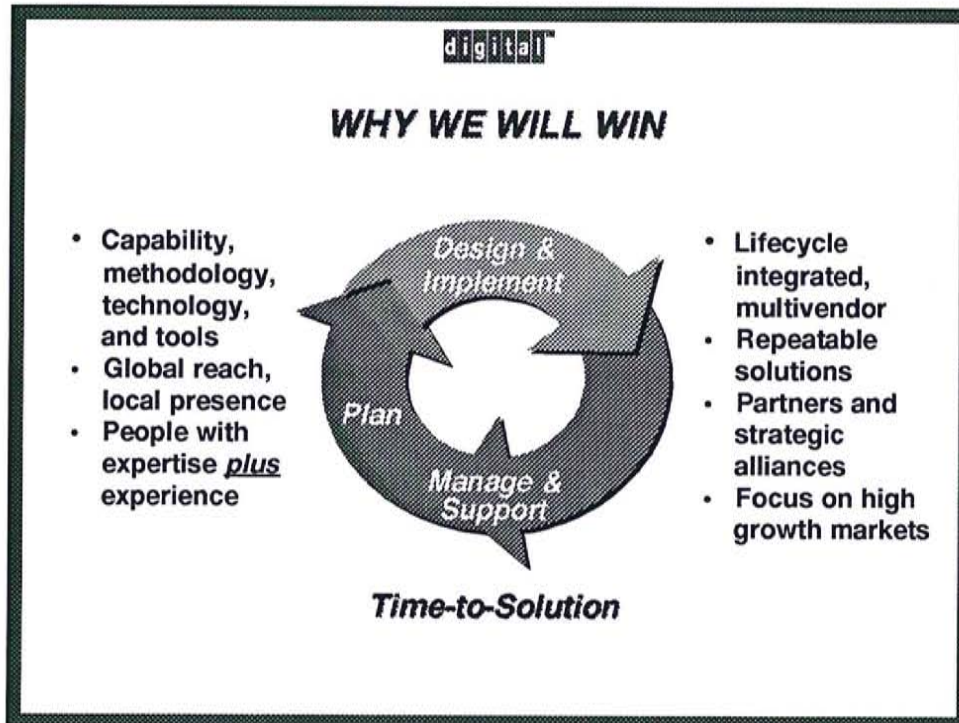 digital™
WHY WE WILL WIN
• Capability,
methodology,
technology,
and tools
• Global reach,
local presence
• People with
expertise plus
experience
Design &
Implement
Plan
Manage &
Support
• Lifecycle
integrated,
multivendor
• Repeatable
solutions
• Partners and
strategic
alliances
• Focus on high
growth markets
Time-to-Solution